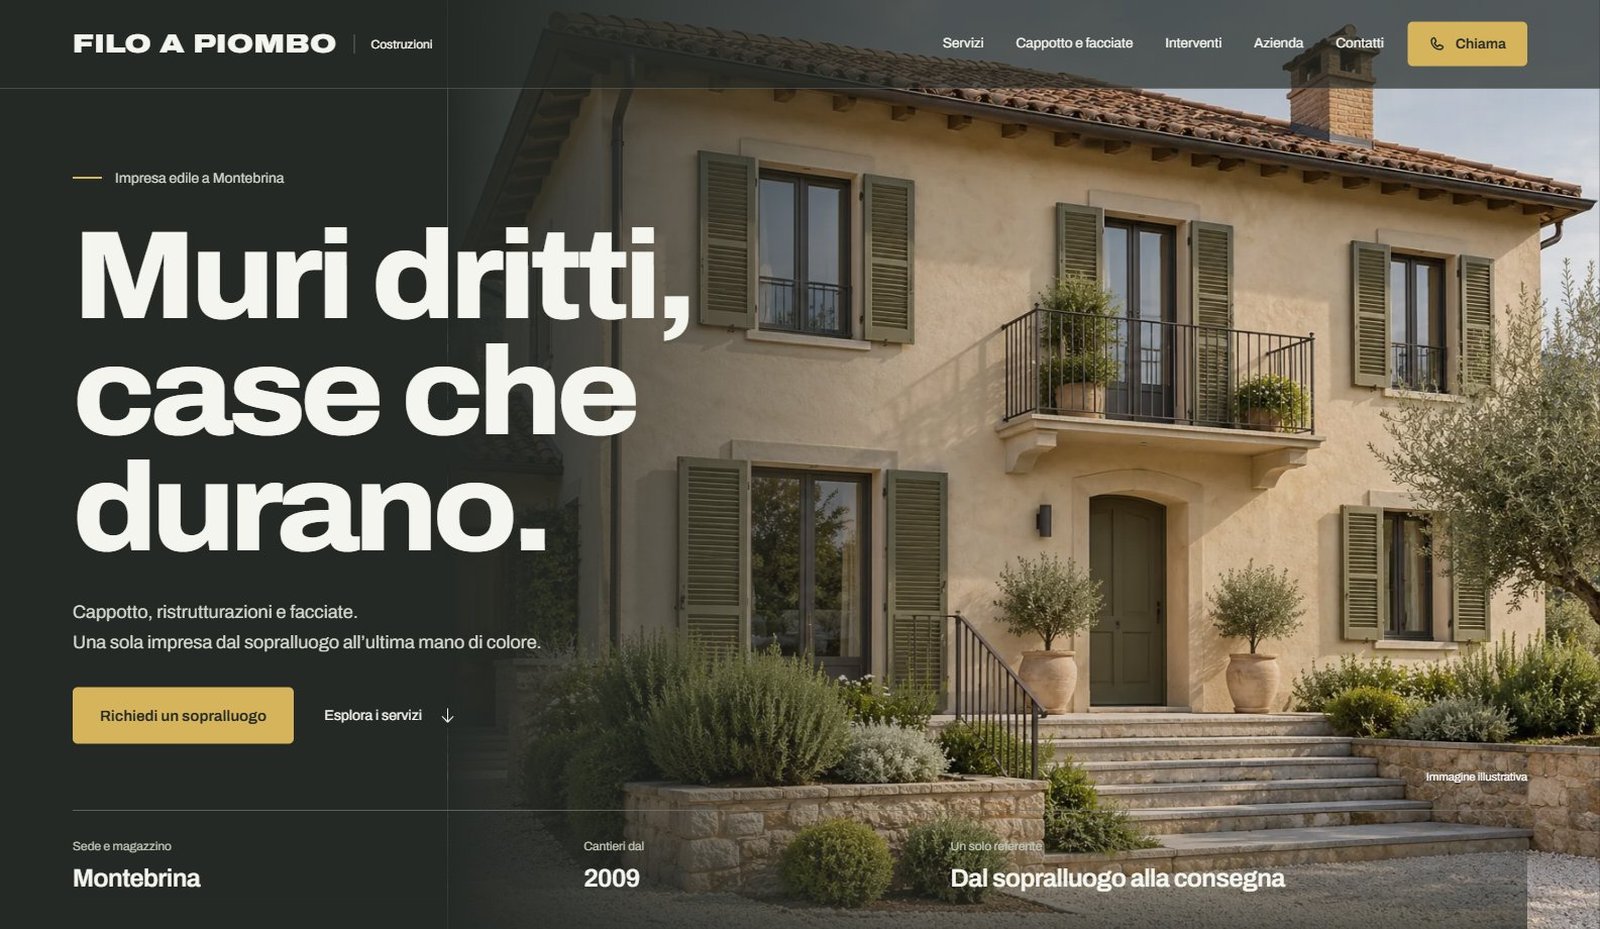 FILO A PIOMBO
Costruzioni
Servizi
Cappotto e facciate
Interventi
Azienda
Contatti
Chiama
Impresa edile a Montebrina
Muri dritti,
case che
durano.
Cappotto, ristrutturazioni e facciate.
Una sola impresa dal sopralluogo all’ultima mano di colore.
Richiedi un sopralluogo
Esplora i servizi
Immagine illustrativa
Sede e magazzino
Montebrina
Cantieri dal
2009
Un solo referente
Dal sopralluogo alla consegna